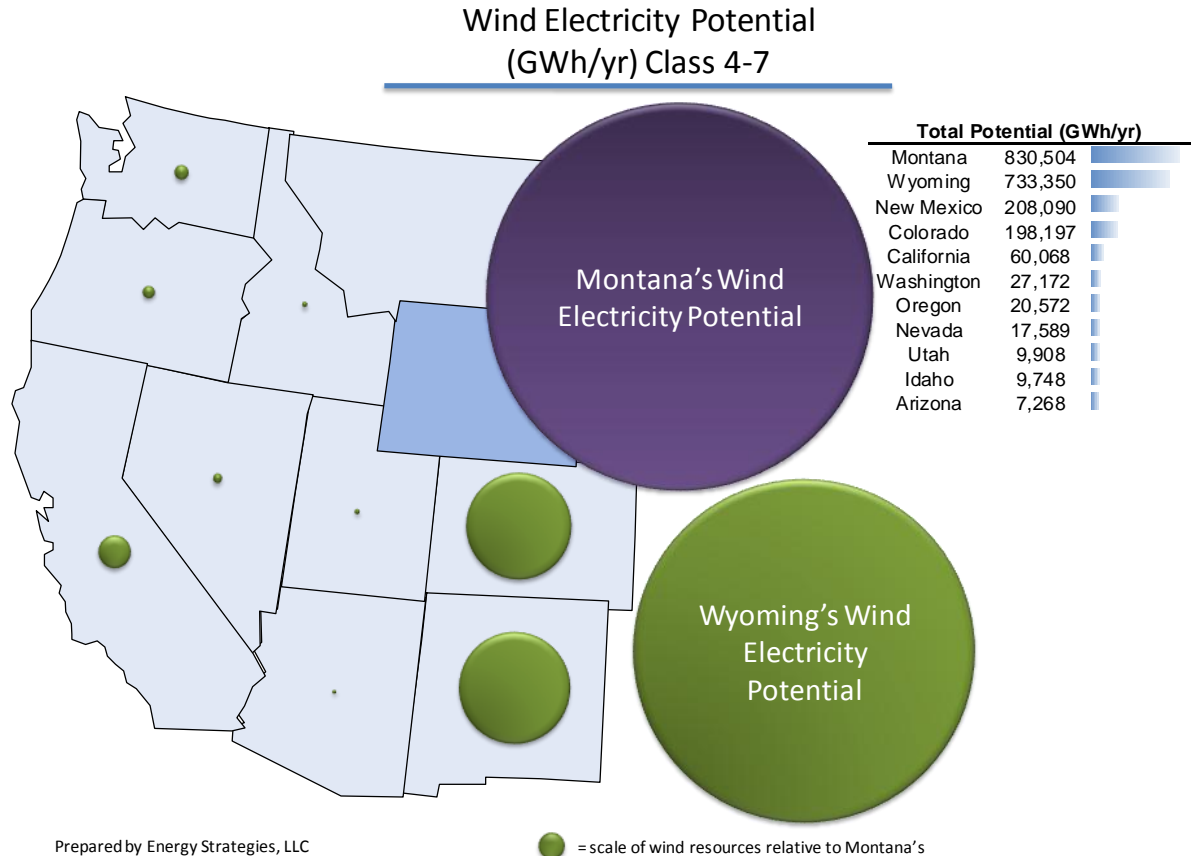 Wind Electricity Potential
(GWh/yr) Class 4-7
Total Potential (GWh/yr)
Montana 830,504
Wyoming 733,350
New Mexico 208,090
Colorado 198,197
California 60,068
Washington 27,172
Oregon 20,572
Nevada 17,589
Utah 9,908
Idaho 9,748
Arizona 7,268
Montana’s Wind
Electricity Potential
Wyoming’s Wind
Electricity
Potential
Prepared by Energy Strategies, LLC
= scale of wind resources relative to Montana’s